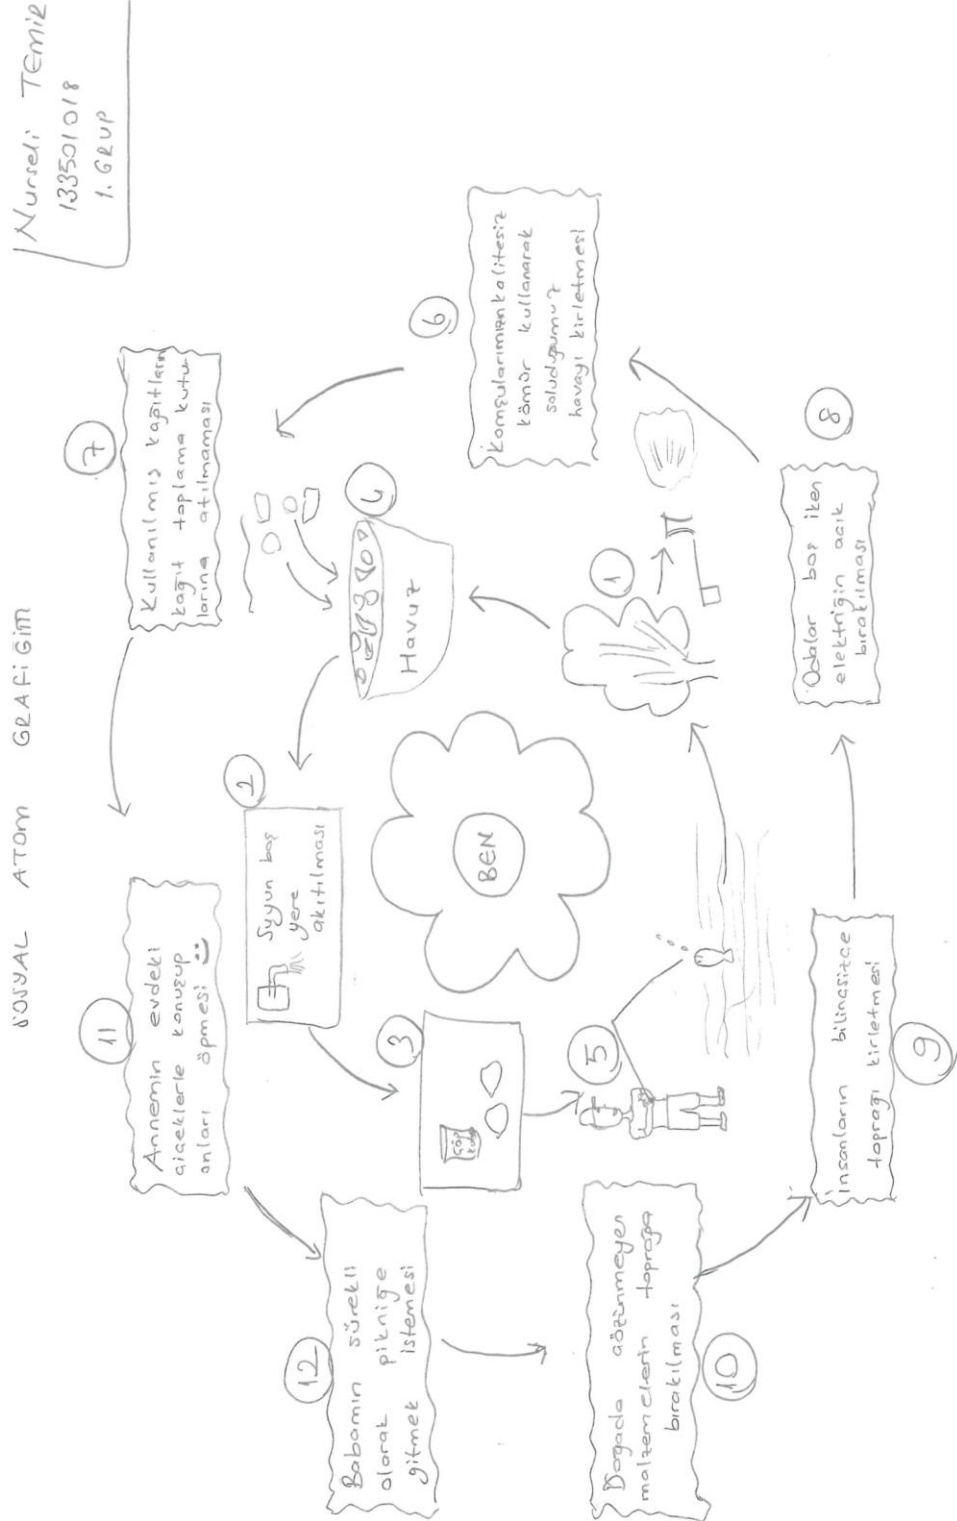 SOSYAL ATOM GRAFİĞİM
Nurseli TEMİR
133501018
1. GRUP
11
Annemin evdeki
çiçeklerle konuşup
onları öpmesi
7
Kullanılmış kağıtların
kağıt toplama kutu
larına atılmaması
12
Babamın sürekli
olarak pikniğe
gitmek istemesi
2
Suyun boş
yere
akıtılması
4
Havuz
6
Komşularımızın kalitesiz
kömür kullanarak
soluduğumuz
havayı kirletmesi
3
Çöp
BEN
5
1
10
Doğada çözünmeyen
malzemelerin toprağa
bırakılması
9
İnsanların bilinçsizce
toprağı kirletmesi
8
Odalar boş iken
elektriğin açık
bırakılması